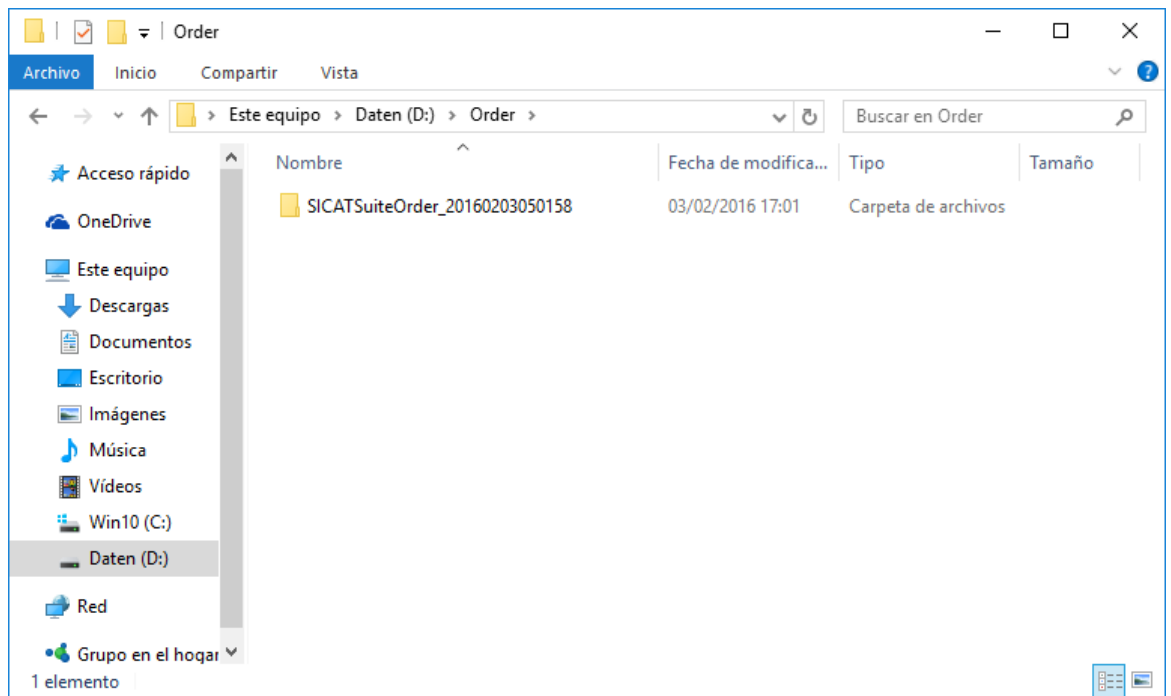 Order
Archivo Inicio Compartir Vista
Este equipo > Daten (D:) > Order > Buscar en Order
Nombre Fecha de modifica... Tipo Tamaño
SICATSuiteOrder_20160203050158 03/02/2016 17:01 Carpeta de archivos
Acceso rápido
OneDrive
Este equipo
Descargas
Documentos
Escritorio
Imágenes
Música
Vídeos
Win10 (C:)
Daten (D:)
Red
Grupo en el hogar
1 elemento